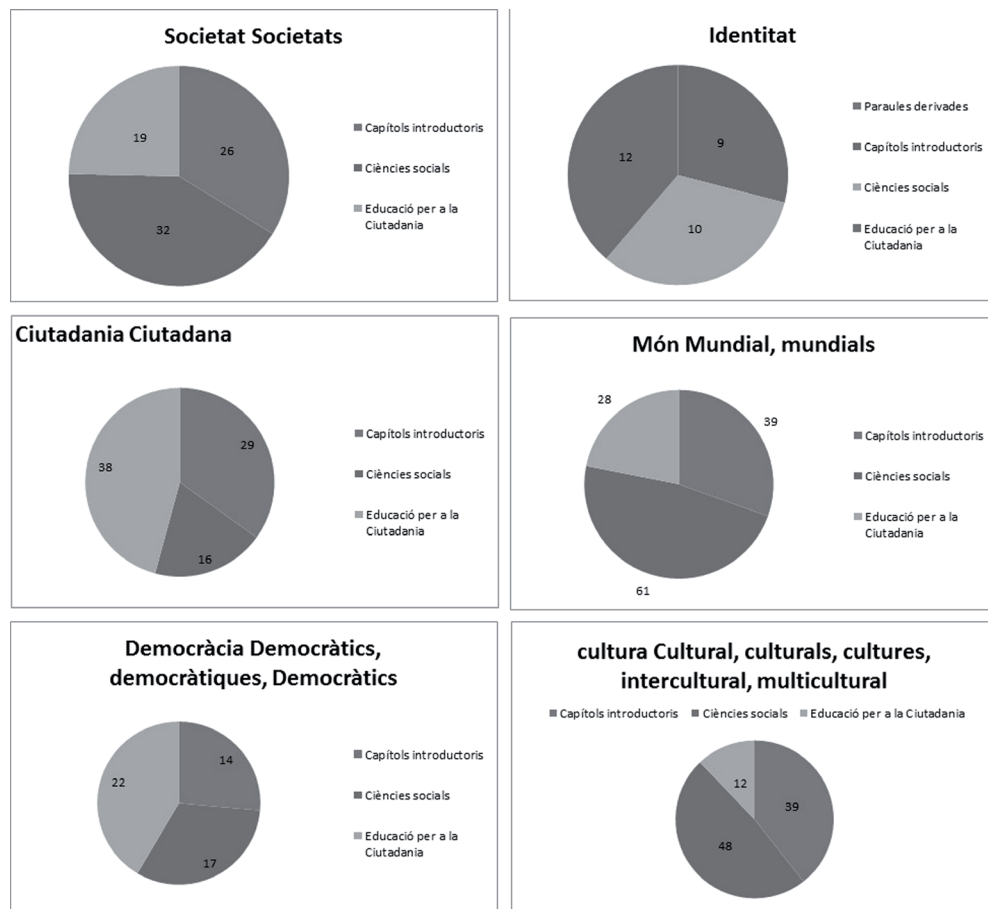 Societat Societats
26
32
19
Capítols introductoris
Ciències socials
Educació per a la
Ciutadania
Identitat
9
10
12
Paraules derivades
Capítols introductoris
Ciències socials
Educació per a la
Ciutadania
Ciutadania Ciutadana
29
16
38
Capítols introductoris
Ciències socials
Educació per a la
Ciutadania
Món Mundial, mundials
39
61
28
Capítols introductoris
Ciències socials
Educació per a la
Ciutadania
Democràcia Democràtics,
democràtiques, Democràtics
14
17
22
Capítols introductoris
Ciències socials
Educació per a la
Ciutadania
cultura Cultural, culturals, cultures,
intercultural, multicultural
Capítols introductoris Ciències socials Educació per a la Ciutadania
39
48
12